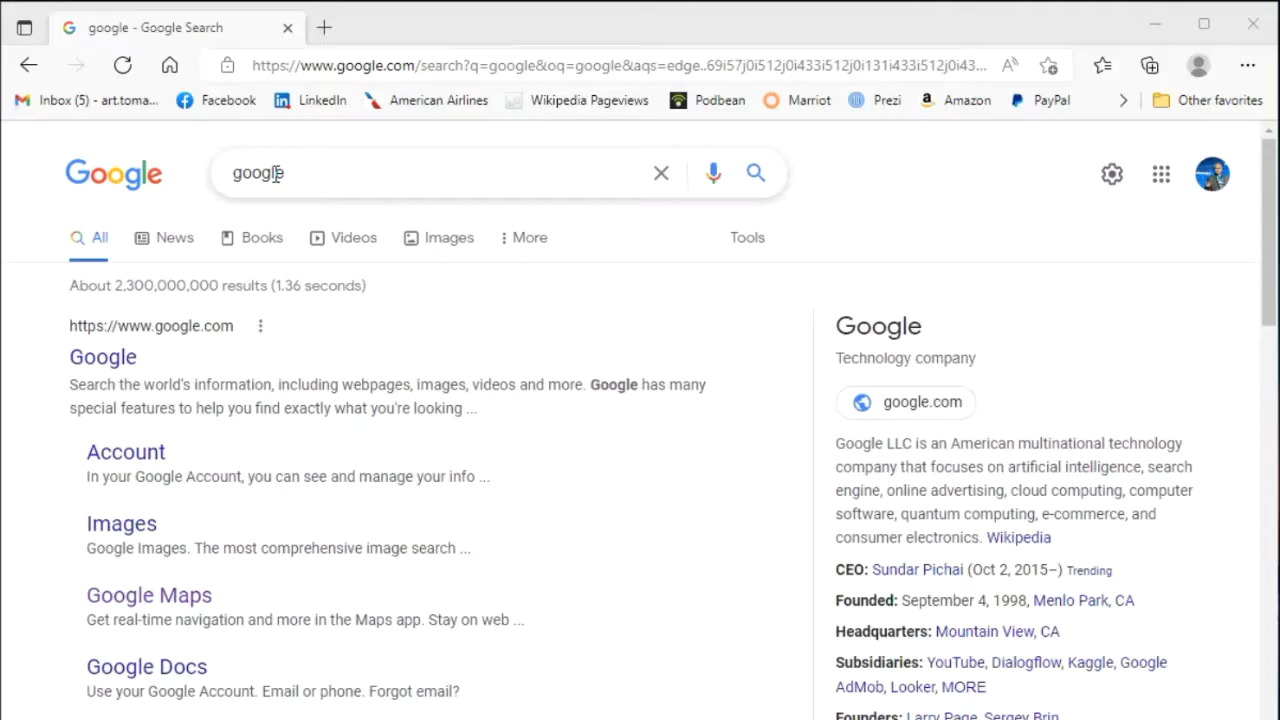 google - Google Search
https://www.google.com/search?q=google&oq=google&aqs=edge..69i57j0i512j0i433i512j0i131i433i512j0i43...
Inbox (5) - art.toma... Facebook LinkedIn American Airlines Wikipedia Pageviews Podbean Marriot Prezi Amazon PayPal Other favorites
Google google
All News Books Videos Images More Tools
About 2,300,000,000 results (1.36 seconds)
https://www.google.com
Google
Search the world's information, including webpages, images, videos and more. Google has many
special features to help you find exactly what you're looking ...
Account
In your Google Account, you can see and manage your info ...
Images
Google Images. The most comprehensive image search ...
Google Maps
Get real-time navigation and more in the Maps app. Stay on web ...
Google Docs
Use your Google Account. Email or phone. Forgot email?
Google
Technology company
google.com
Google LLC is an American multinational technology
company that focuses on artificial intelligence, search
engine, online advertising, cloud computing, computer
software, quantum computing, e-commerce, and
consumer electronics. Wikipedia
CEO: Sundar Pichai (Oct 2, 2015–) Trending
Founded: September 4, 1998, Menlo Park, CA
Headquarters: Mountain View, CA
Subsidiaries: YouTube, Dialogflow, Kaggle, Google
AdMob, Looker, MORE
Founders: Larry Page, Sergey Brin